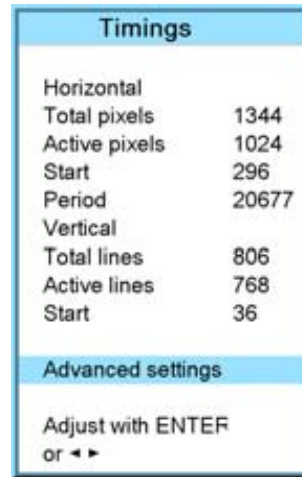 Timings
Horizontal
Total pixels 1344
Active pixels 1024
Start 296
Period 20677
Vertical
Total lines 806
Active lines 768
Start 36
Advanced settings
Adjust with ENTER
or ◄ ►